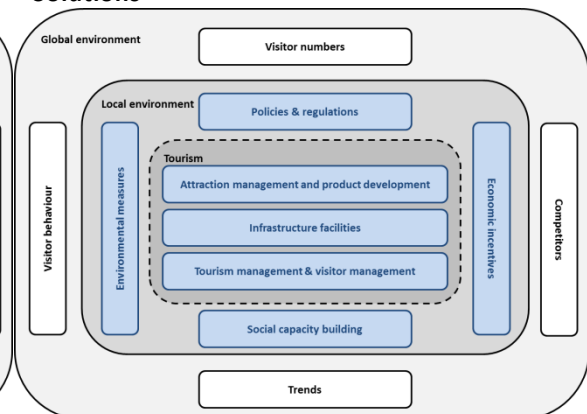 Solutions
Global environment
Visitor numbers
Local environment
Policies & regulations
Visitor behaviour
Environmental measures
Tourism
Attraction management and product development
Infrastructure facilities
Tourism management & visitor management
Economic incentives
Competitors
Social capacity building
Trends